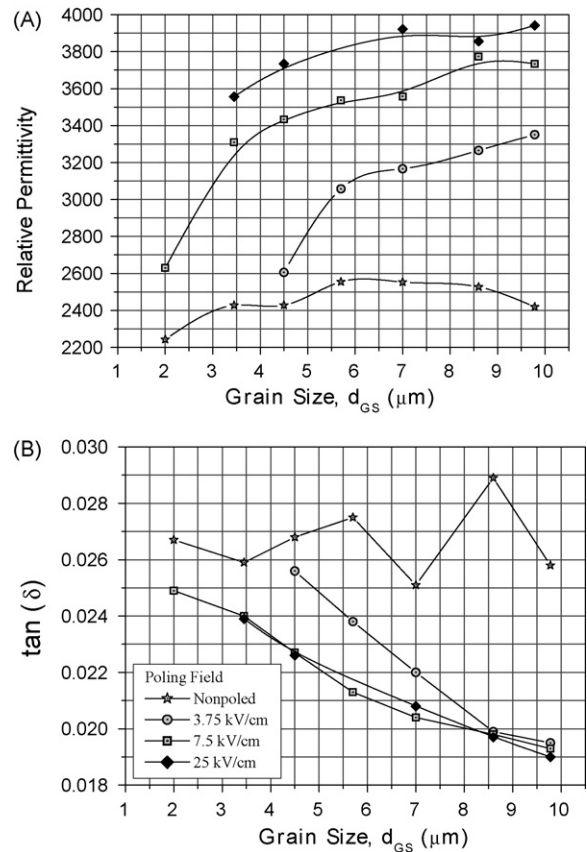 (A)
4000
3800
3600
3400
3200
3000
2800
2600
2400
2200
Relative Permittivity
1 2 3 4 5 6 7 8 9 10
Grain Size, d_GS (μm)
(B)
0.030
0.028
0.026
0.024
0.022
0.020
0.018
tan (δ)
Poling Field
Nonpoled
3.75 kV/cm
7.5 kV/cm
25 kV/cm
1 2 3 4 5 6 7 8 9 10
Grain Size, d_GS (μm)